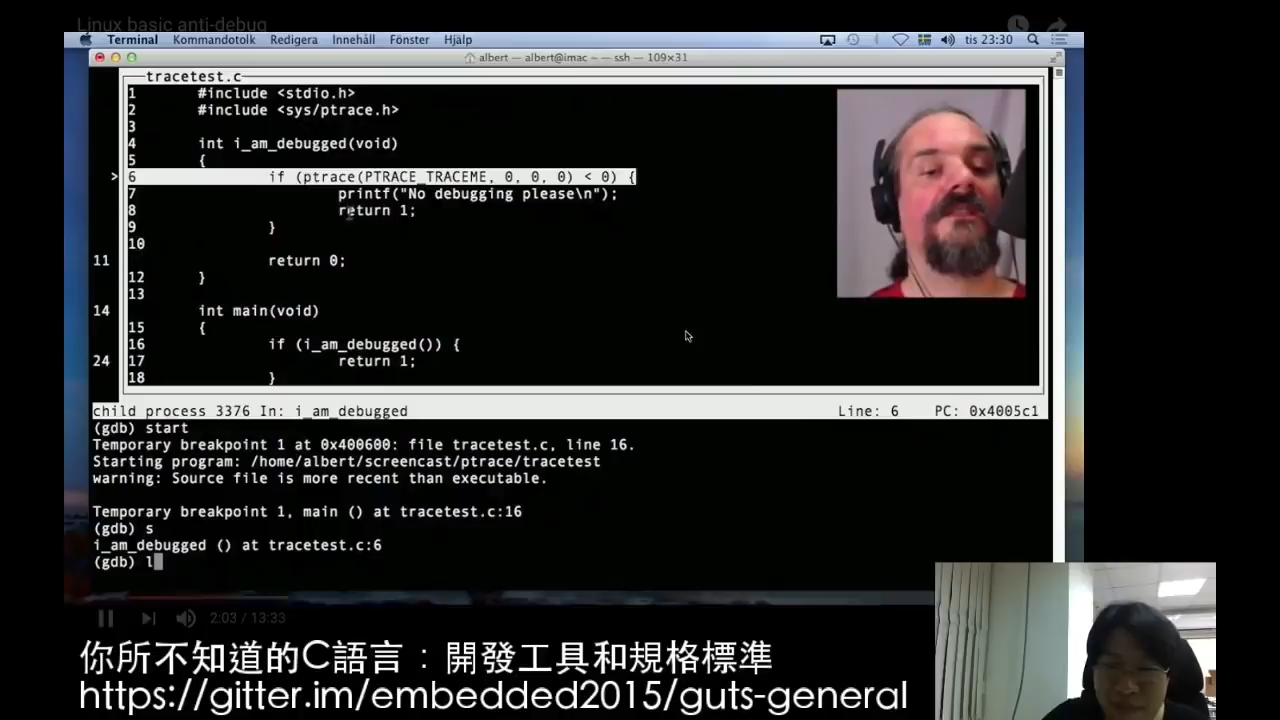 Linux basic anti-debug
Terminal Kommandotolk Redigera Innehåll Fönster Hjälp tis 23:30
albert — albert@imac ~ — ssh — 109×31
tracetest.c
1 #include <stdio.h>
2 #include <sys/ptrace.h>
3
4 int i_am_debugged(void)
5 {
> 6 if (ptrace(PTRACE_TRACEME, 0, 0, 0) < 0) {
7 printf("No debugging please\n");
8 return 1;
9 }
10
11 return 0;
12 }
13
14 int main(void)
15 {
16 if (i_am_debugged()) {
24 17 return 1;
18 }
child process 3376 In: i_am_debugged Line: 6 PC: 0x4005c1
(gdb) start
Temporary breakpoint 1 at 0x400600: file tracetest.c, line 16.
Starting program: /home/albert/screencast/ptrace/tracetest
warning: Source file is more recent than executable.
Temporary breakpoint 1, main () at tracetest.c:16
(gdb) s
i_am_debugged () at tracetest.c:6
(gdb) l
2:03 / 13:33
你所不知道的C語言：開發工具和規格標準
https://gitter.im/embedded2015/guts-general